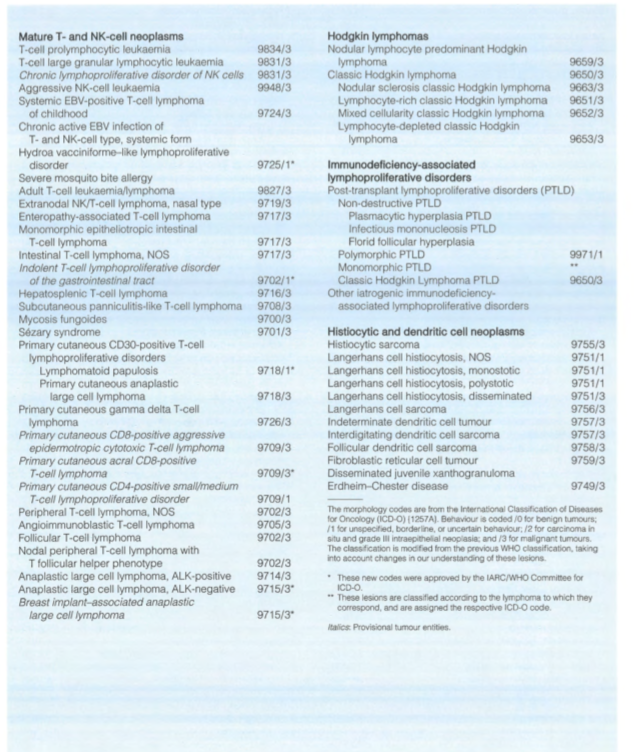 Mature T- and NK-cell neoplasms
T-cell prolymphocytic leukaemia 9834/3
T-cell large granular lymphocytic leukaemia 9831/3
Chronic lymphoproliferative disorder of NK cells 9831/3
Aggressive NK-cell leukaemia 9948/3
Systemic EBV-positive T-cell lymphoma
of childhood 9724/3
Chronic active EBV infection of
T- and NK-cell type, systemic form
Hydroa vacciniforme–like lymphoproliferative
disorder 9725/1*
Severe mosquito bite allergy
Adult T-cell leukaemia/lymphoma 9827/3
Extranodal NK/T-cell lymphoma, nasal type 9719/3
Enteropathy-associated T-cell lymphoma 9717/3
Monomorphic epitheliotropic intestinal
T-cell lymphoma 9717/3
Intestinal T-cell lymphoma, NOS 9717/3
Indolent T-cell lymphoproliferative disorder
of the gastrointestinal tract 9702/1*
Hepatosplenic T-cell lymphoma 9716/3
Subcutaneous panniculitis-like T-cell lymphoma 9708/3
Mycosis fungoides 9700/3
Sézary syndrome 9701/3
Primary cutaneous CD30-positive T-cell
lymphoproliferative disorders
Lymphomatoid papulosis 9718/1*
Primary cutaneous anaplastic
large cell lymphoma 9718/3
Primary cutaneous gamma delta T-cell
lymphoma 9726/3
Primary cutaneous CD8-positive aggressive
epidermotropic cytotoxic T-cell lymphoma 9709/3
Primary cutaneous acral CD8-positive
T-cell lymphoma 9709/3*
Primary cutaneous CD4-positive small/medium
T-cell lymphoproliferative disorder 9709/1
Peripheral T-cell lymphoma, NOS 9702/3
Angioimmunoblastic T-cell lymphoma 9705/3
Follicular T-cell lymphoma 9702/3
Nodal peripheral T-cell lymphoma with
T follicular helper phenotype 9702/3
Anaplastic large cell lymphoma, ALK-positive 9714/3
Anaplastic large cell lymphoma, ALK-negative 9715/3*
Breast implant–associated anaplastic
large cell lymphoma 9715/3*
Hodgkin lymphomas
Nodular lymphocyte predominant Hodgkin
lymphoma 9659/3
Classic Hodgkin lymphoma 9650/3
Nodular sclerosis classic Hodgkin lymphoma 9663/3
Lymphocyte-rich classic Hodgkin lymphoma 9651/3
Mixed cellularity classic Hodgkin lymphoma 9652/3
Lymphocyte-depleted classic Hodgkin
lymphoma 9653/3
Immunodeficiency-associated
lymphoproliferative disorders
Post-transplant lymphoproliferative disorders (PTLD)
Non-destructive PTLD
Plasmacytic hyperplasia PTLD
Infectious mononucleosis PTLD
Florid follicular hyperplasia
Polymorphic PTLD 9971/1
Monomorphic PTLD **
Classic Hodgkin Lymphoma PTLD 9650/3
Other iatrogenic immunodeficiency-
associated lymphoproliferative disorders
Histiocytic and dendritic cell neoplasms
Histiocytic sarcoma 9755/3
Langerhans cell histiocytosis, NOS 9751/1
Langerhans cell histiocytosis, monostotic 9751/1
Langerhans cell histiocytosis, polystotic 9751/1
Langerhans cell histiocytosis, disseminated 9751/3
Langerhans cell sarcoma 9756/3
Indeterminate dendritic cell tumour 9757/3
Interdigitating dendritic cell sarcoma 9757/3
Follicular dendritic cell sarcoma 9758/3
Fibroblastic reticular cell tumour 9759/3
Disseminated juvenile xanthogranuloma
Erdheim–Chester disease 9749/3
The morphology codes are from the International Classification of Diseases
for Oncology (ICD-O) [1257A]. Behaviour is coded /0 for benign tumours;
/1 for unspecified, borderline, or uncertain behaviour; /2 for carcinoma in
situ and grade III intraepithelial neoplasia; and /3 for malignant tumours.
The classification is modified from the previous WHO classification, taking
into account changes in our understanding of these lesions.
* These new codes were approved by the IARC/WHO Committee for
ICD-O.
** These lesions are classified according to the lymphoma to which they
correspond, and are assigned the respective ICD-O code.
Italics: Provisional tumour entities.